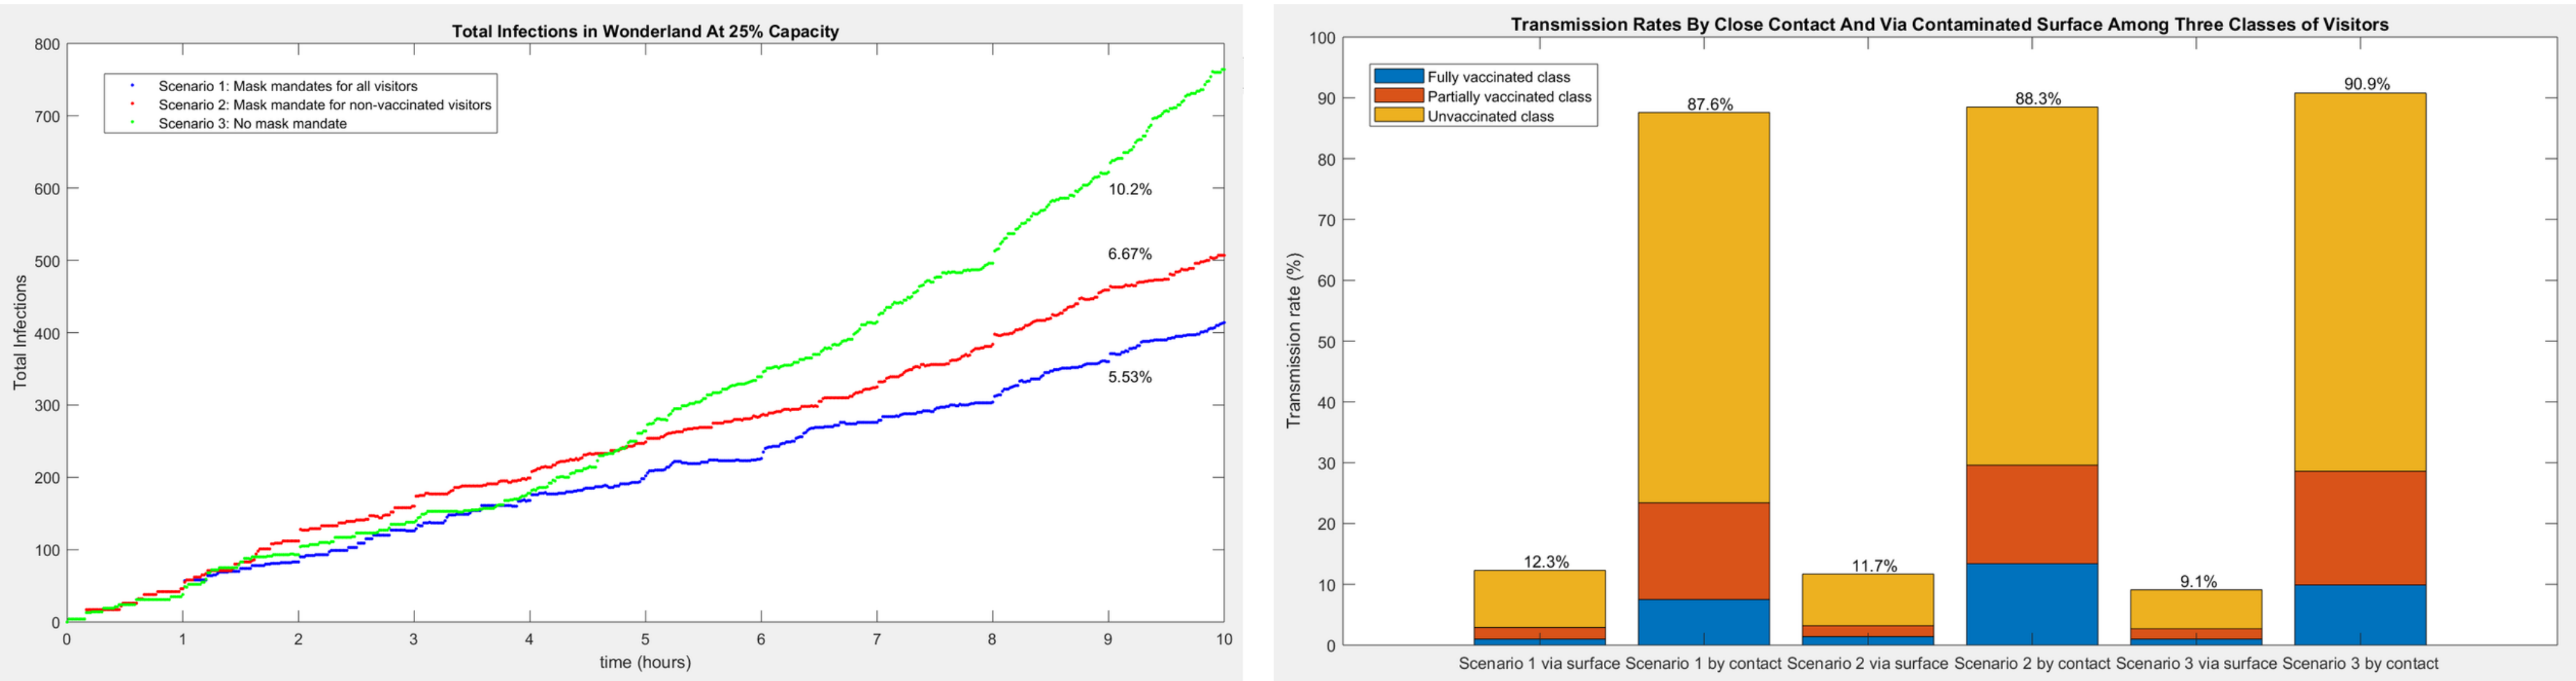 Total Infections in Wonderland At 25% Capacity
800
700
600
500
400
300
200
100
0
Total Infections
Scenario 1: Mask mandates for all visitors
Scenario 2: Mask mandate for non-vaccinated visitors
Scenario 3: No mask mandate
10.2%
6.67%
5.53%
0 1 2 3 4 5 6 7 8 9 10
time (hours)
Transmission Rates By Close Contact And Via Contaminated Surface Among Three Classes of Visitors
100
90
80
70
60
50
40
30
20
10
0
Transmission rate (%)
Fully vaccinated class
Partially vaccinated class
Unvaccinated class
12.3%
87.6%
11.7%
88.3%
9.1%
90.9%
Scenario 1 via surface Scenario 1 by contact Scenario 2 via surface Scenario 2 by contact Scenario 3 via surface Scenario 3 by contact